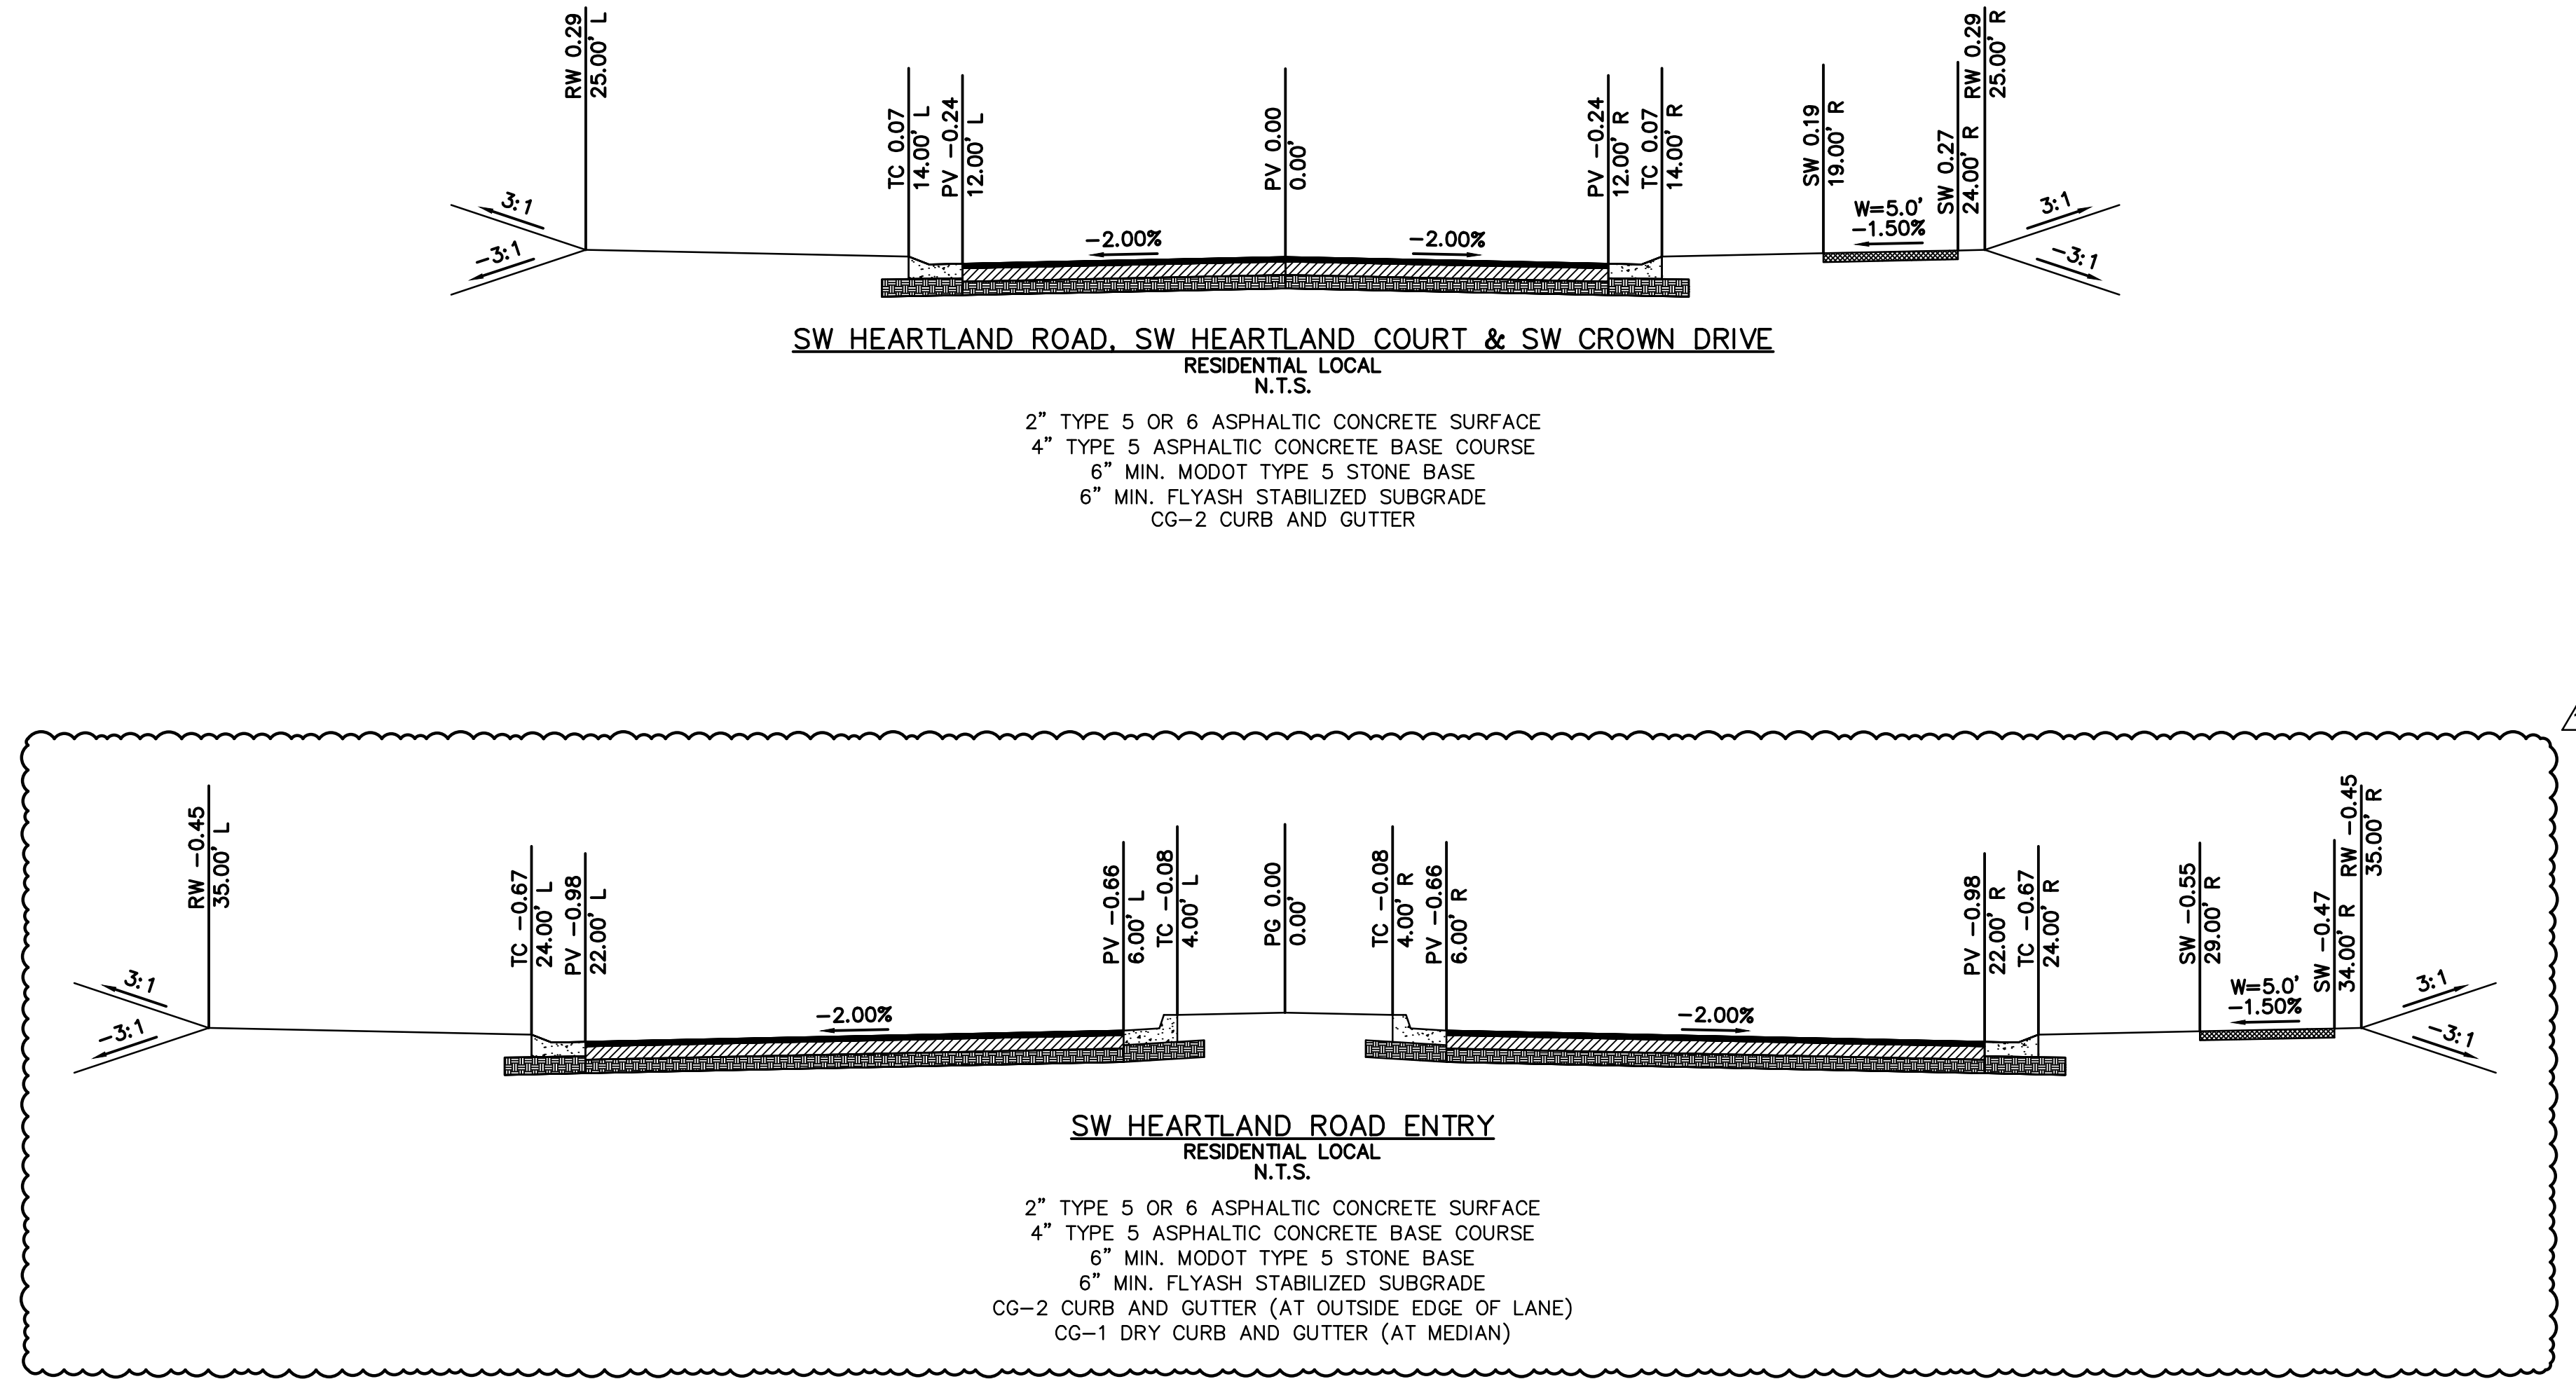 RW 0.29
25.00' L
TC 0.07
14.00' L
PV -0.24
12.00' L
PV 0.00
0.00'
PV -0.24
12.00' R
TC 0.07
14.00' R
SW 0.19
19.00' R
SW 0.27
24.00' R
RW 0.29
25.00' R
3:1
-3:1
-2.00%
-2.00%
W=5.0'
-1.50%
3:1
-3:1
SW HEARTLAND ROAD, SW HEARTLAND COURT & SW CROWN DRIVE
RESIDENTIAL LOCAL
N.T.S.
2" TYPE 5 OR 6 ASPHALTIC CONCRETE SURFACE
4" TYPE 5 ASPHALTIC CONCRETE BASE COURSE
6" MIN. MODOT TYPE 5 STONE BASE
6" MIN. FLYASH STABILIZED SUBGRADE
CG-2 CURB AND GUTTER
RW -0.45
35.00' L
TC -0.67
24.00' L
PV -0.98
22.00' L
PV -0.66
6.00' L
TC -0.08
4.00' L
PG 0.00
0.00'
TC -0.08
4.00' R
PV -0.66
6.00' R
PV -0.98
22.00' R
TC -0.67
24.00' R
SW -0.55
29.00' R
SW -0.47
34.00' R
RW -0.45
35.00' R
3:1
-3:1
-2.00%
-2.00%
W=5.0'
-1.50%
3:1
-3:1
SW HEARTLAND ROAD ENTRY
RESIDENTIAL LOCAL
N.T.S.
2" TYPE 5 OR 6 ASPHALTIC CONCRETE SURFACE
4" TYPE 5 ASPHALTIC CONCRETE BASE COURSE
6" MIN. MODOT TYPE 5 STONE BASE
6" MIN. FLYASH STABILIZED SUBGRADE
CG-2 CURB AND GUTTER (AT OUTSIDE EDGE OF LANE)
CG-1 DRY CURB AND GUTTER (AT MEDIAN)